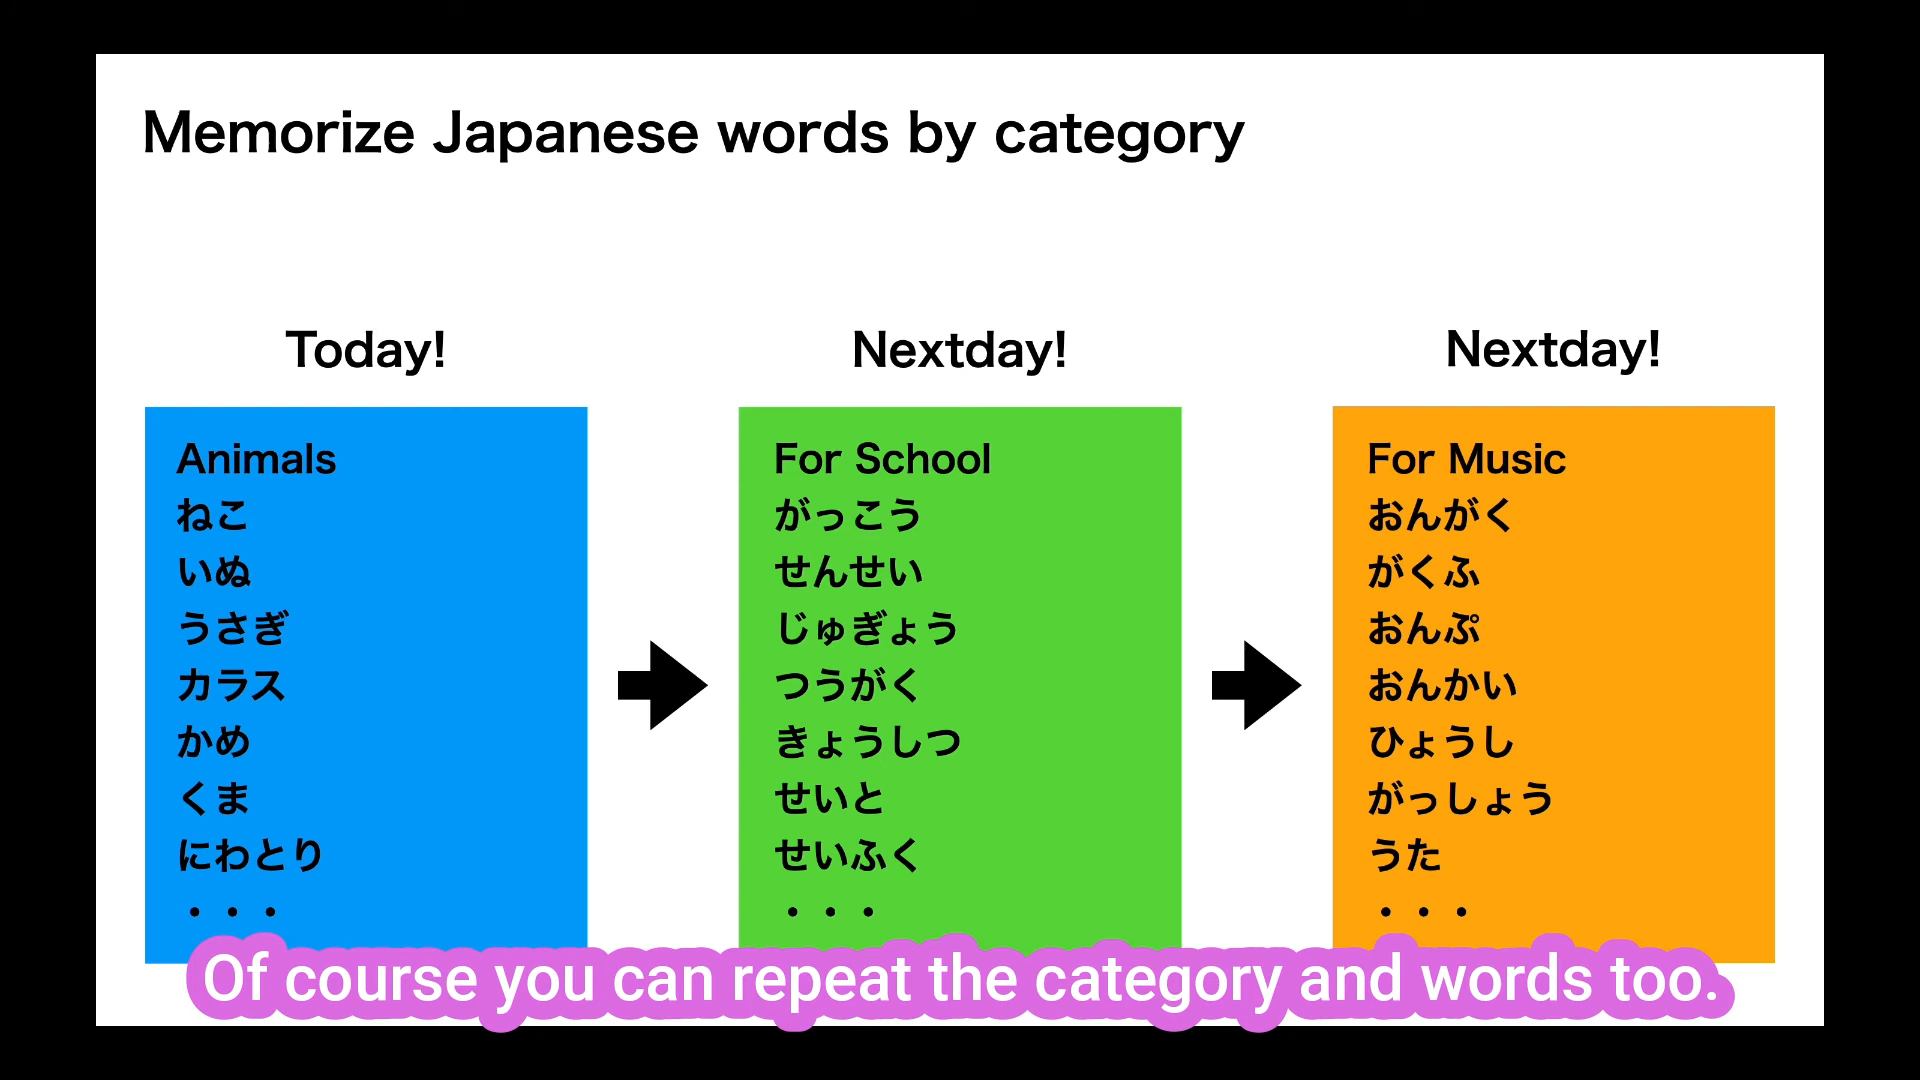 Memorize Japanese words by category
Today!
Animals
ねこ
いぬ
うさぎ
カラス
かめ
くま
にわとり
・・・
Nextday!
For School
がっこう
せんせい
じゅぎょう
つうがく
きょうしつ
せいと
せいふく
・・・
Nextday!
For Music
おんがく
がくふ
おんぷ
おんかい
ひょうし
がっしょう
うた
・・・
Of course you can repeat the category and words too.